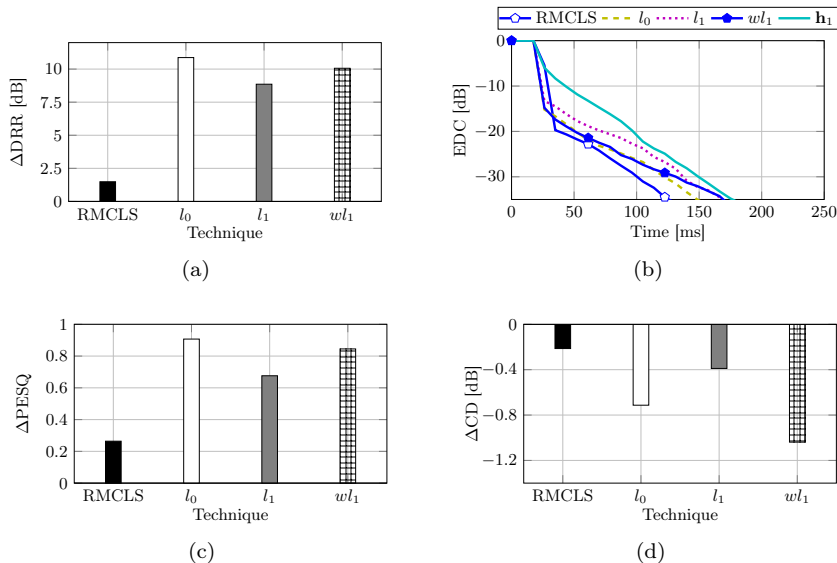 10
7.5
5
2.5
0
ΔDRR [dB]
RMCLS l₀ l₁ wl₁
Technique
(a)
RMCLS l₀ l₁ wl₁ h₁
0
−10
−20
−30
EDC [dB]
0 50 100 150 200 250
Time [ms]
(b)
1
0.8
0.6
0.4
0.2
0
ΔPESQ
RMCLS l₀ l₁ wl₁
Technique
(c)
0
−0.4
−0.8
−1.2
ΔCD [dB]
RMCLS l₀ l₁ wl₁
Technique
(d)